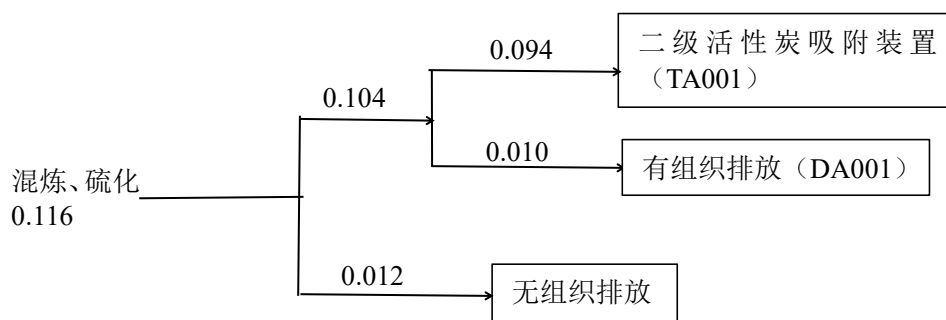 0.094
二级活性炭吸附装置
（TA001）
0.104
0.010
有组织排放（DA001）
混炼、硫化
0.116
0.012
无组织排放